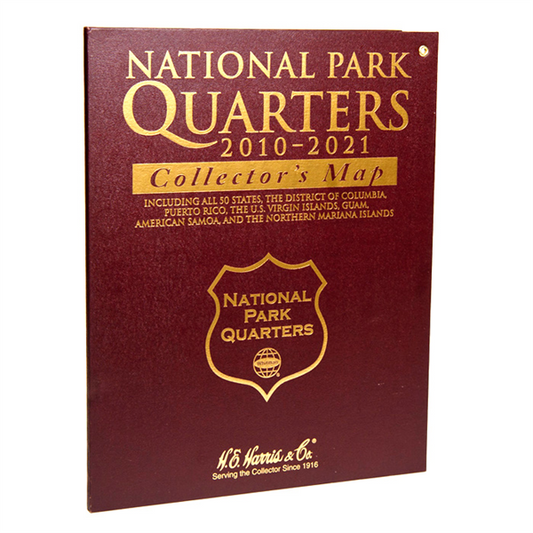 NATIONAL PARK
QUARTERS
2010-2021
Collector's Map
INCLUDING ALL 50 STATES, THE DISTRICT OF COLUMBIA,
PUERTO RICO, THE U.S. VIRGIN ISLANDS, GUAM,
AMERICAN SAMOA, AND THE NORTHERN MARIANA ISLANDS
NATIONAL
PARK
QUARTERS
®
H.E. Harris & Co.®
Serving the Collector Since 1916